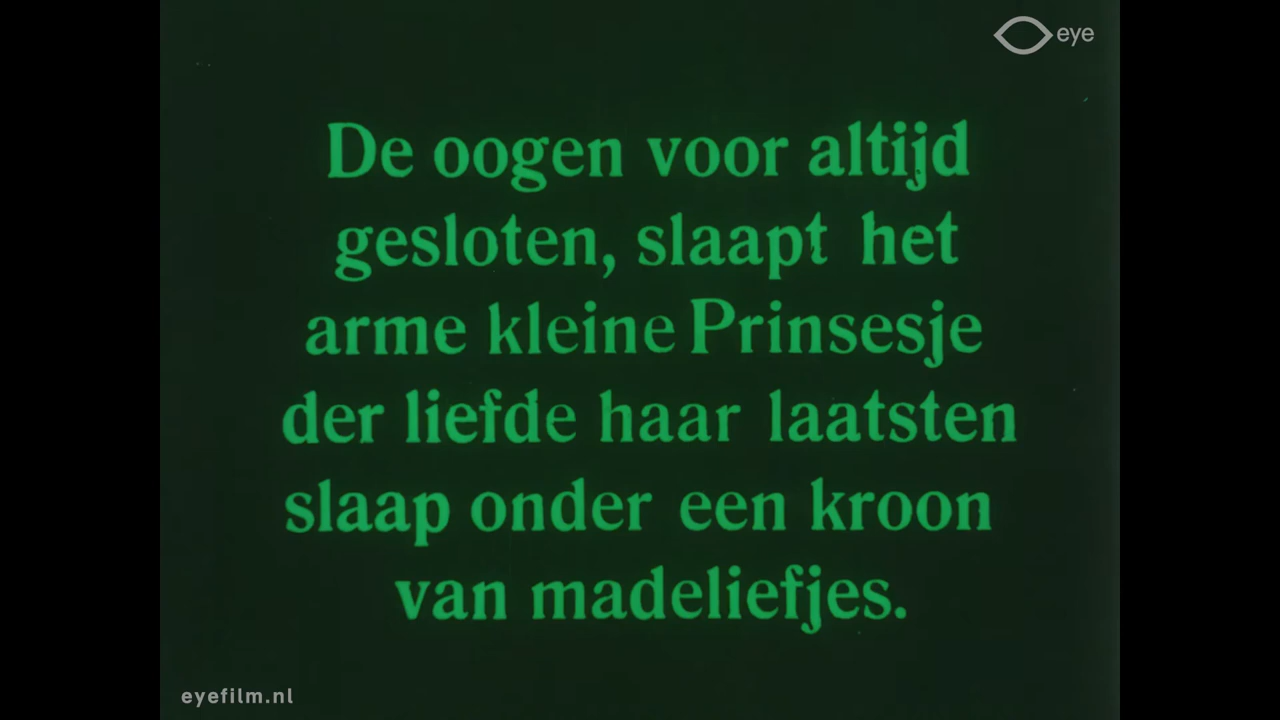 eye
De oogen voor altijd
gesloten, slaapt het
arme kleine Prinsesje
der liefde haar laatsten
slaap onder een kroon
van madeliefjes.
eyefilm.nl